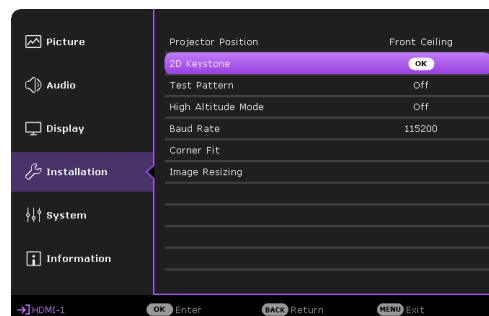 Picture
Audio
Display
Installation
System
Information
Projector Position Front Ceiling
2D Keystone OK
Test Pattern Off
High Altitude Mode Off
Baud Rate 115200
Corner Fit
Image Resizing
HDMI-1 OK Enter BACK Return MENU Exit